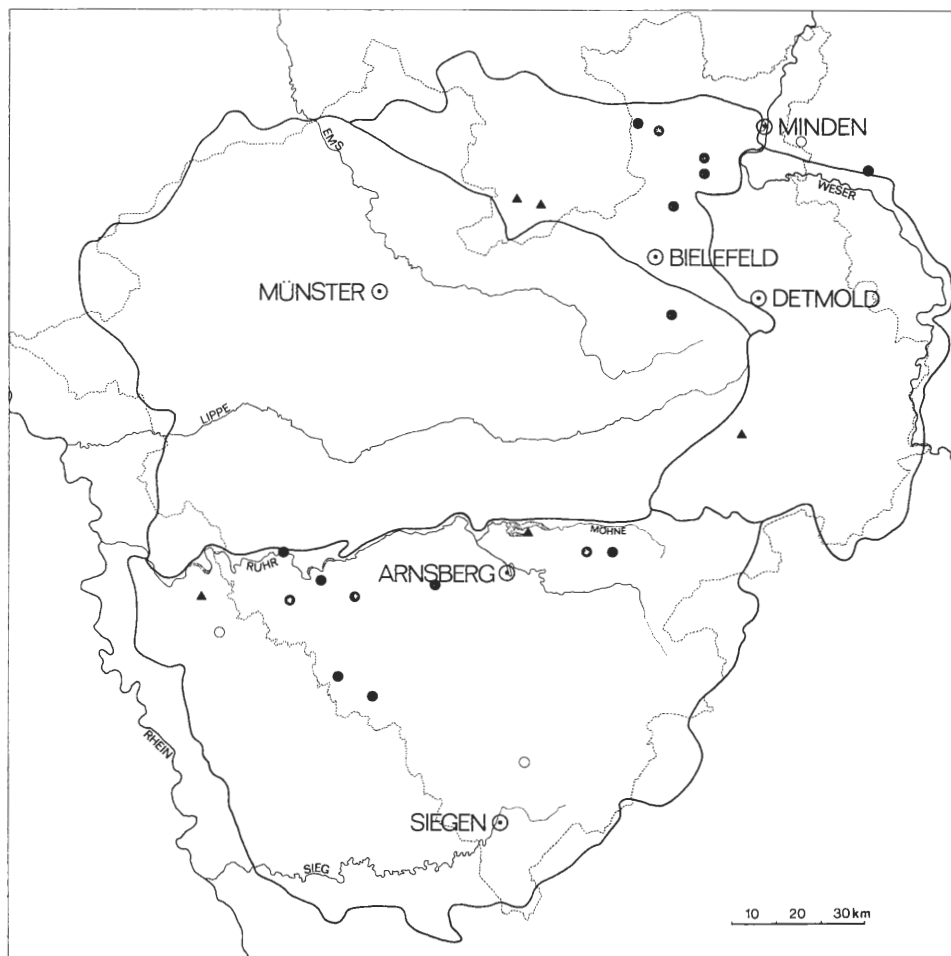 EMS
MINDEN
WESER
BIELEFELD
MÜNSTER
DETMOLD
LIPPE
MÖHNE
RUHR
ARNSBERG
RHEIN
SIEGEN
SIEG
10 20 30 km